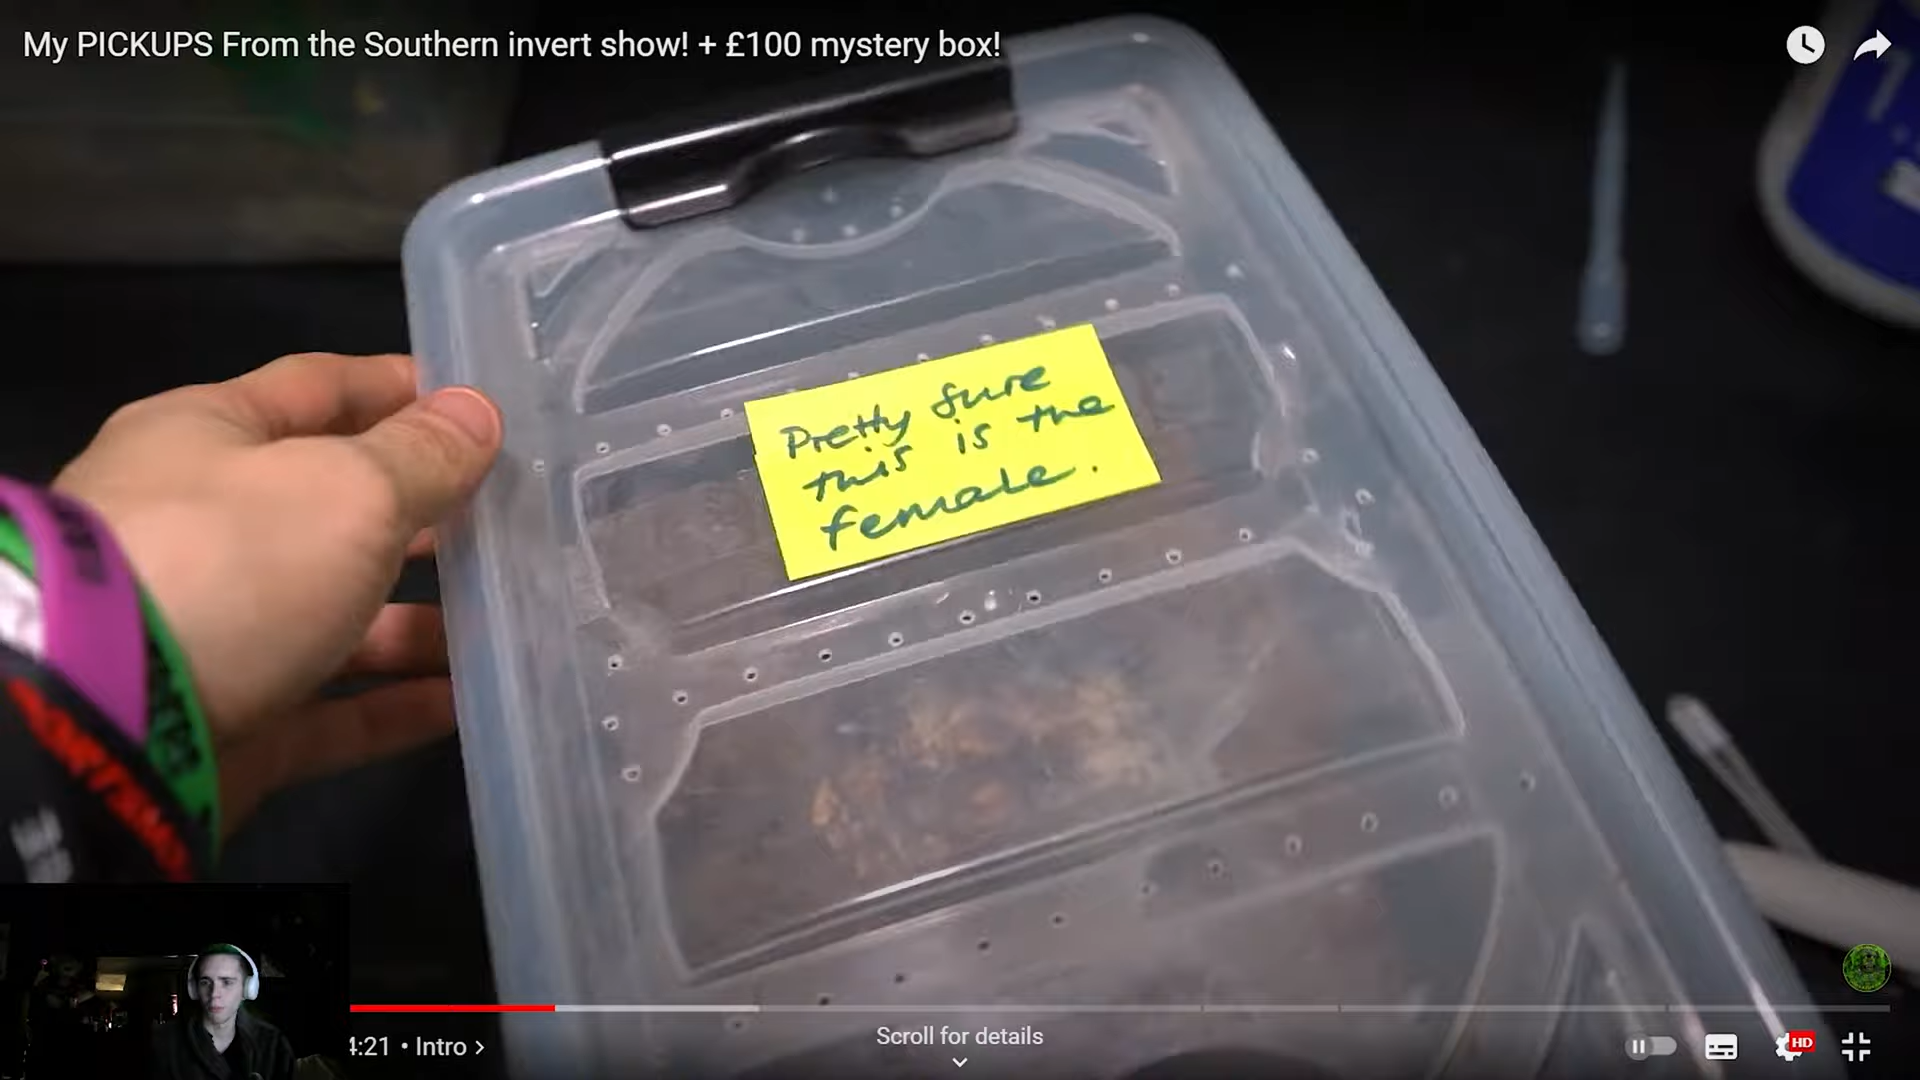 My PICKUPS From the Southern invert show! + £100 mystery box!
Pretty sure
this is the
female.
4:21 • Intro
Scroll for details
HD